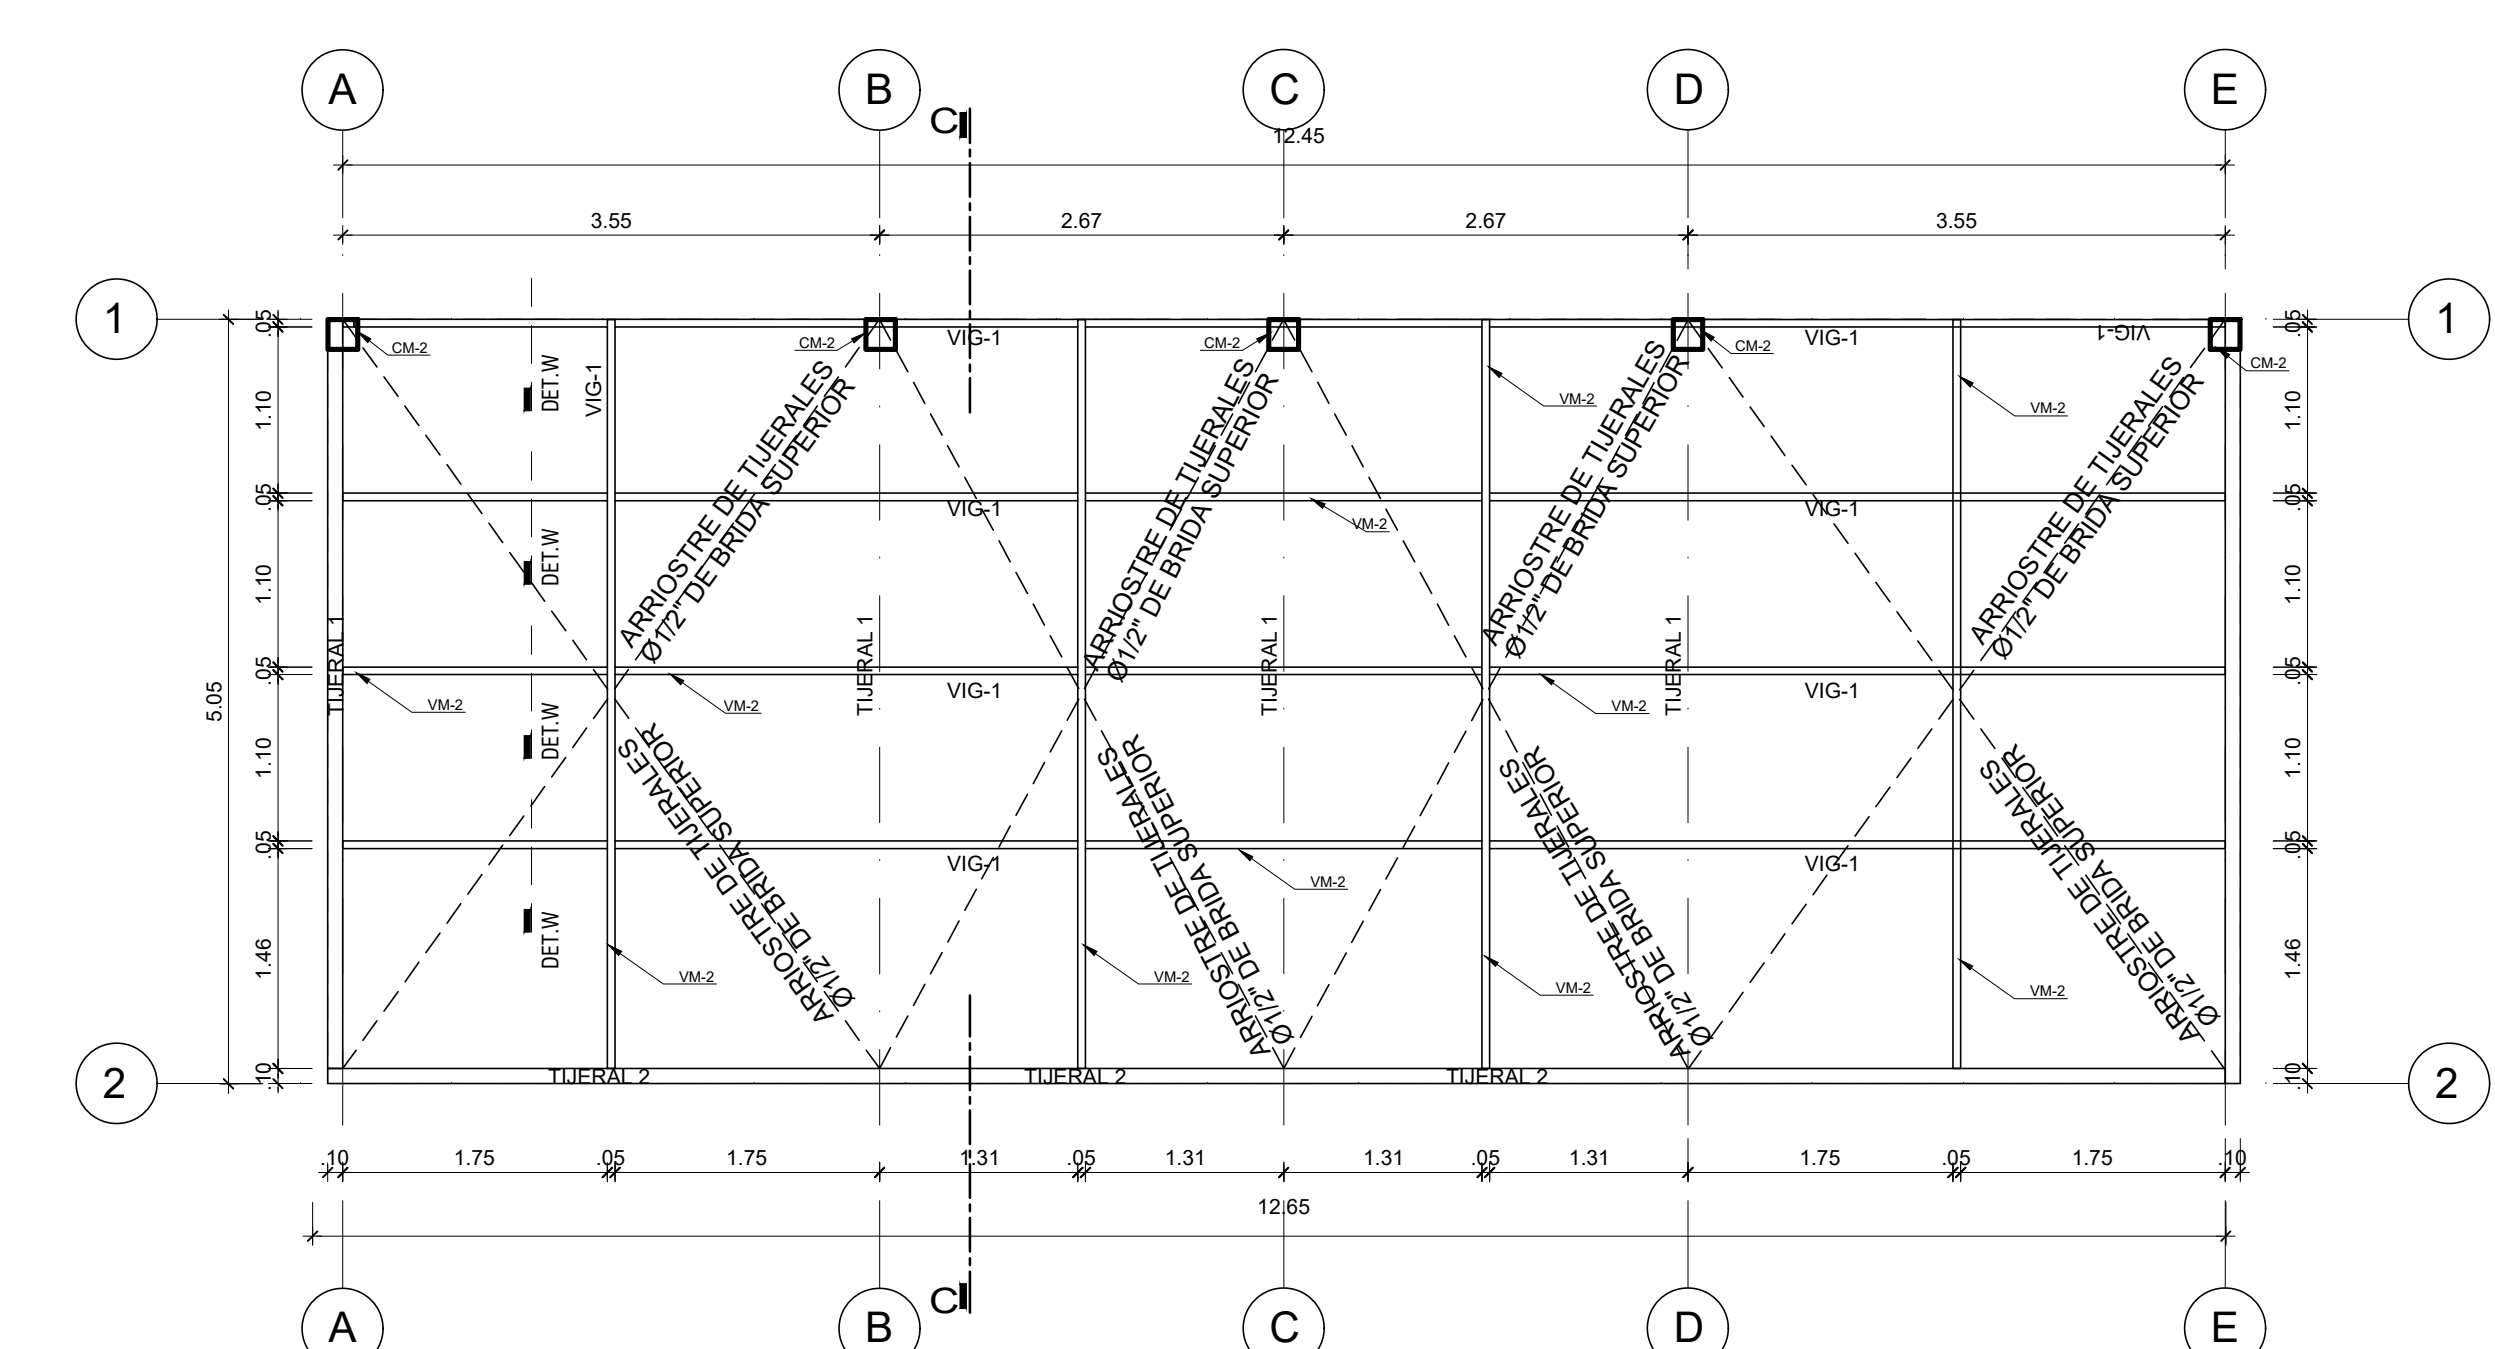 A
B
C
D
E
C
12.45
3.55
2.67
2.67
3.55
1
1
.05
.05
CM-2
CM-2
VIG-1
CM-2
CM-2
VIG-1
VIG-1
CM-2
DET.W
VIG-1
VM-2
VM-2
1.10
1.10
ARRIOSTRE DE TIJERALES
Ø1/2" DE BRIDA SUPERIOR
ARRIOSTRE DE TIJERALES
Ø1/2" DE BRIDA SUPERIOR
ARRIOSTRE DE TIJERALES
Ø1/2" DE BRIDA SUPERIOR
ARRIOSTRE DE TIJERALES
Ø1/2" DE BRIDA SUPERIOR
.05
VIG-1
VM-2
VIG-1
.05
1.10
DET.W
1.10
TIJERAL 1
TIJERAL 1
TIJERAL 1
TIJERAL 1
.05
VM-2
VM-2
VIG-1
VM-2
VIG-1
.05
5.05
1.10
DET.W
1.10
ARRIOSTRE DE TIJERALES
Ø1/2" DE BRIDA SUPERIOR
ARRIOSTRE DE TIJERALES
Ø1/2" DE BRIDA SUPERIOR
ARRIOSTRE DE TIJERALES
Ø1/2" DE BRIDA SUPERIOR
ARRIOSTRE DE TIJERALES
Ø1/2" DE BRIDA SUPERIOR
.05
VIG-1
VM-2
VIG-1
.05
1.46
DET.W
VM-2
VM-2
VM-2
VM-2
1.46
2
.10
TIJERAL 2
TIJERAL 2
TIJERAL 2
.10
2
.10
1.75
.05
1.75
1.31
.05
1.31
1.31
.05
1.31
1.75
.05
1.75
.10
12.65
C
A
B
C
D
E